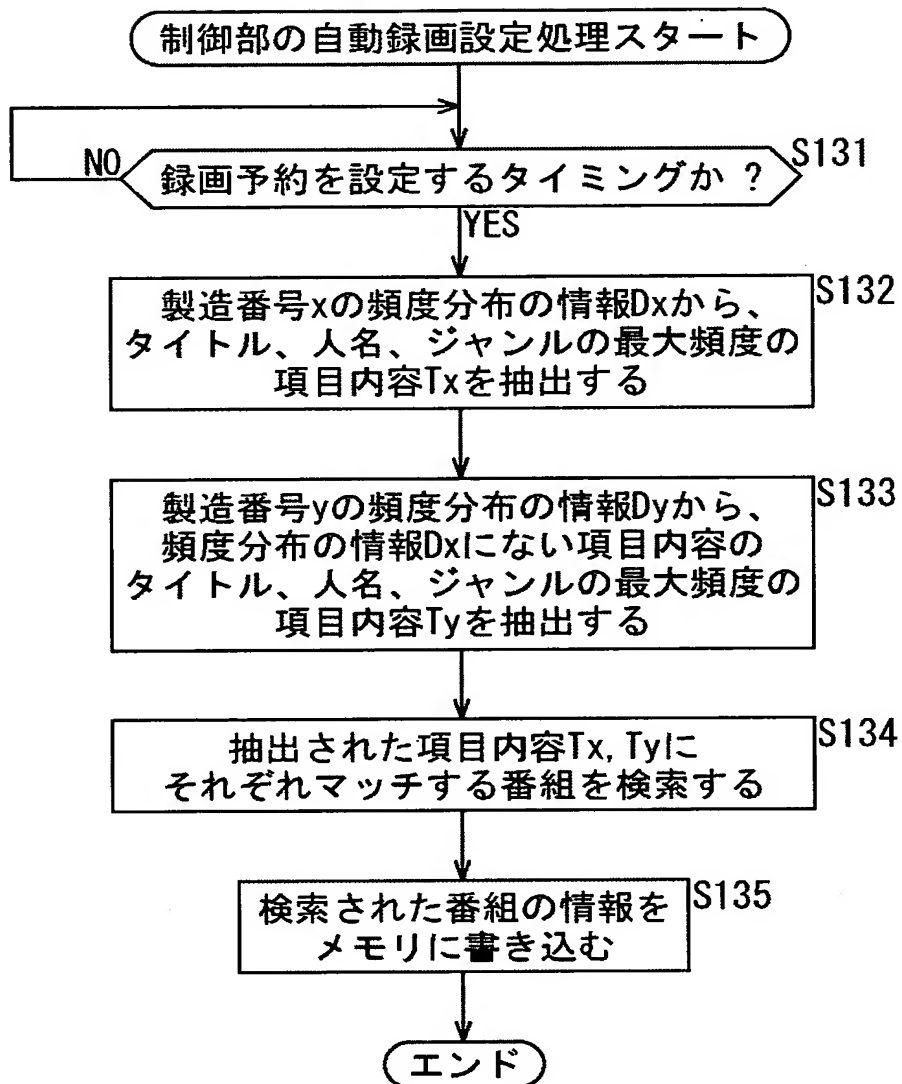 制御部の自動録画設定処理スタート
NO
録画予約を設定するタイミングか ?
S131
YES
製造番号xの頻度分布の情報Dxから、
S132
タイトル、人名、ジャンルの最大頻度の
項目内容Txを抽出する
製造番号yの頻度分布の情報Dyから、
S133
頻度分布の情報Dxにない項目内容の
タイトル、人名、ジャンルの最大頻度の
項目内容Tyを抽出する
抽出された項目内容Tx, Tyに
S134
それぞれマッチする番組を検索する
検索された番組の情報を
S135
メモリに書き込む
エンド